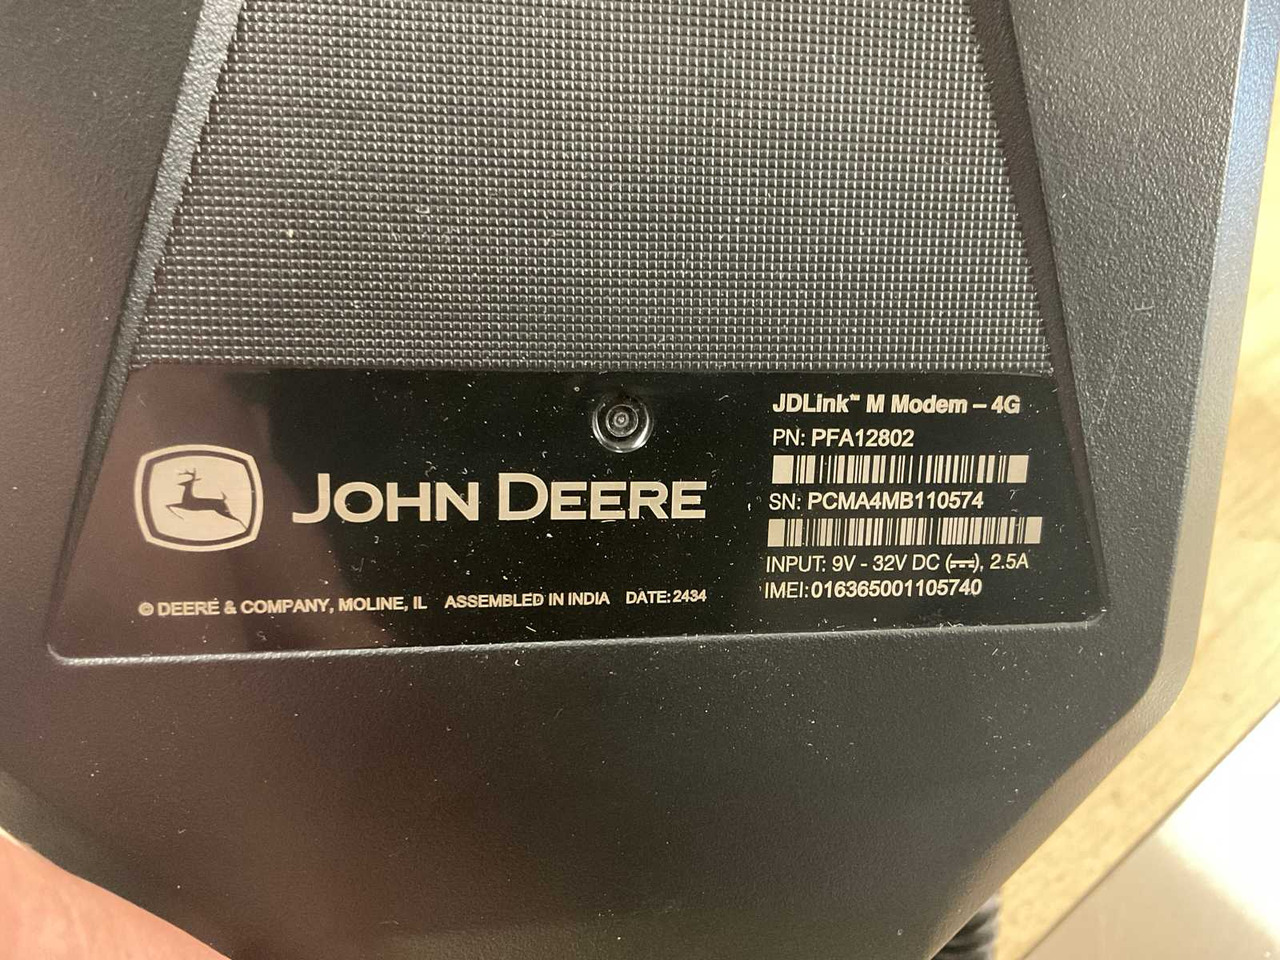 JDLink™ M Modem – 4G
PN: PFA12802
SN: PCMA4MB110574
JOHN DEERE
INPUT: 9V - 32V DC (⎓), 2.5A
IMEI:016365001105740
© DEERE & COMPANY, MOLINE, IL ASSEMBLED IN INDIA DATE:2434